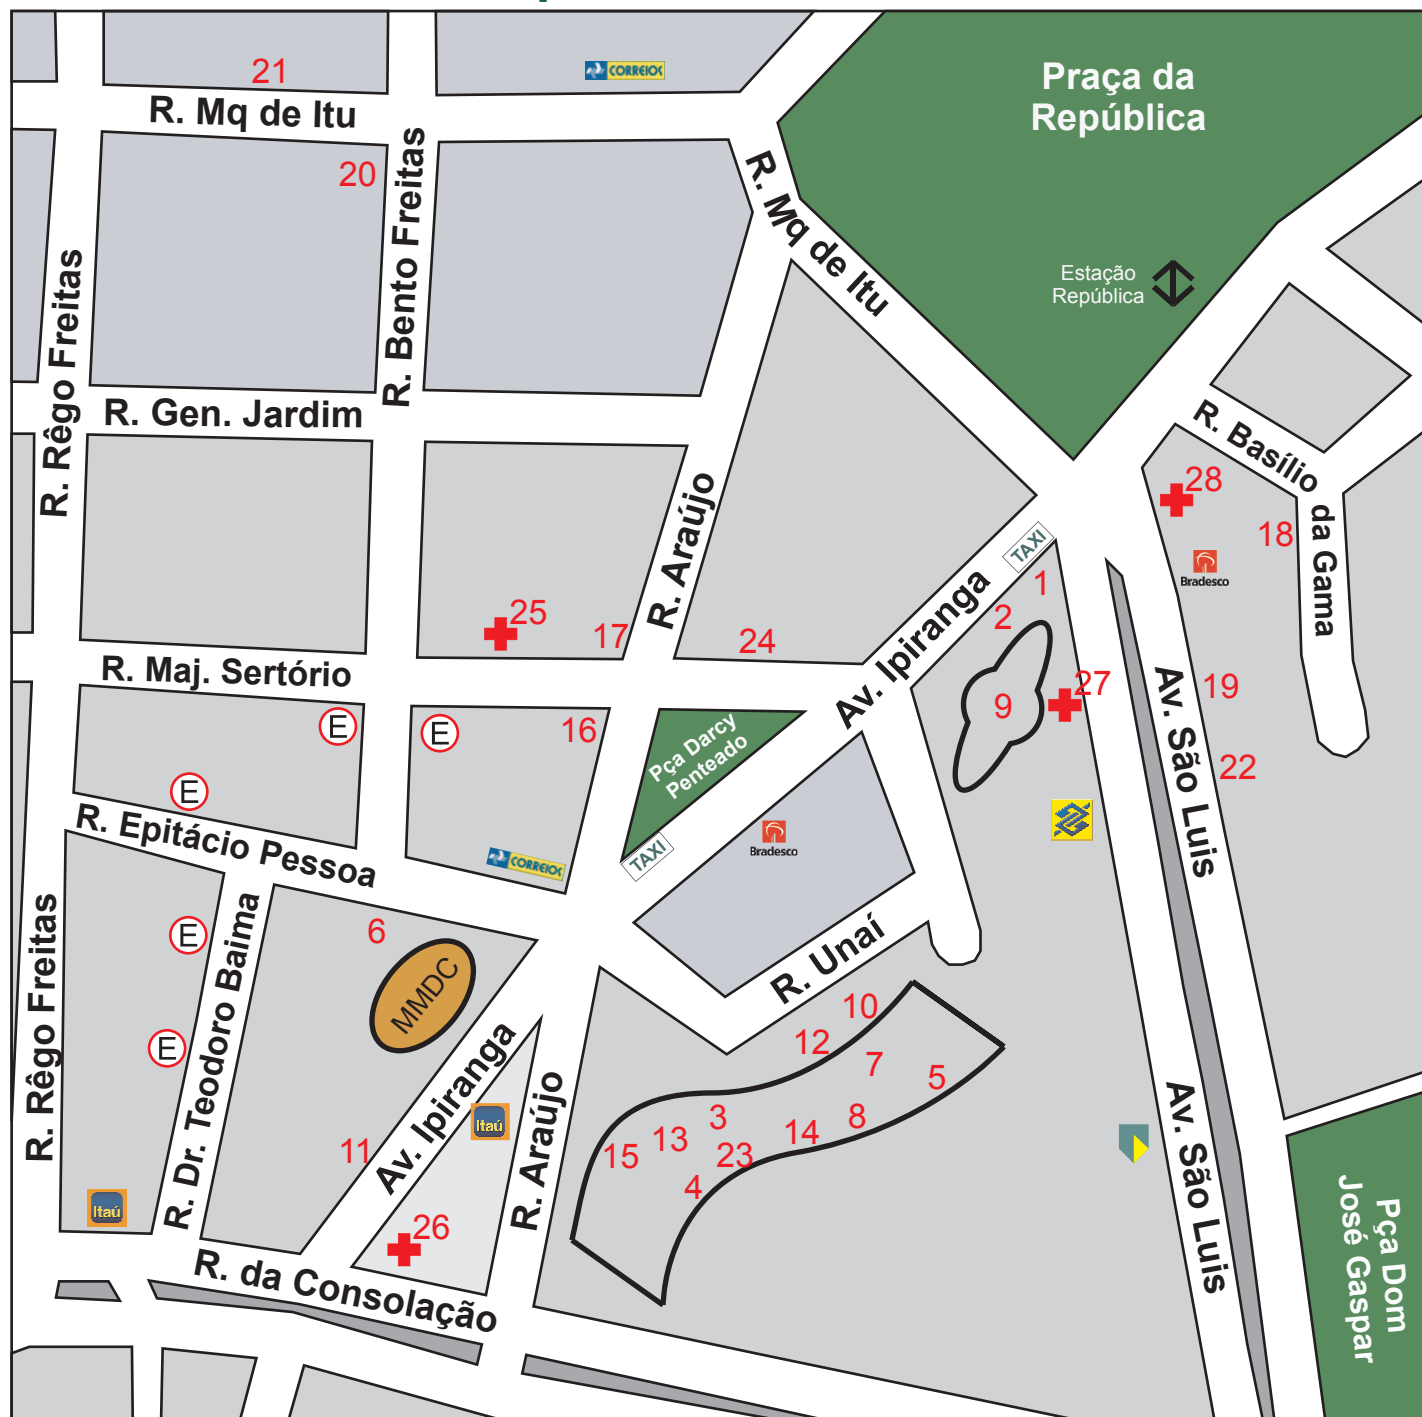 21
CORREIOS
Praça da
República
R. Mq de Itu
20
R. Bento Freitas
R. Mq de Itu
Estação
República
R. Rêgo Freitas
R. Gen. Jardim
R. Basílio
da Gama
28
18
Bradesco
R. Araújo
TAXI
1
2
25
17
24
Av. Ipiranga
R. Maj. Sertório
9
27
19
Av. São Luis
22
E
E
16
Pça Darcy
Penteado
E
R. Epitácio Pessoa
CORREIOS
TAXI
Bradesco
R. Rêgo Freitas
E
R. Dr. Teodoro Baima
6
MMDC
R. Unaí
E
10
12
7
5
Av. Ipiranga
Itaú
R. Araújo
3
8
14
13
15
23
4
11
Av. São Luis
Itaú
26
R. da Consolação
Pça Dom
José Gaspar